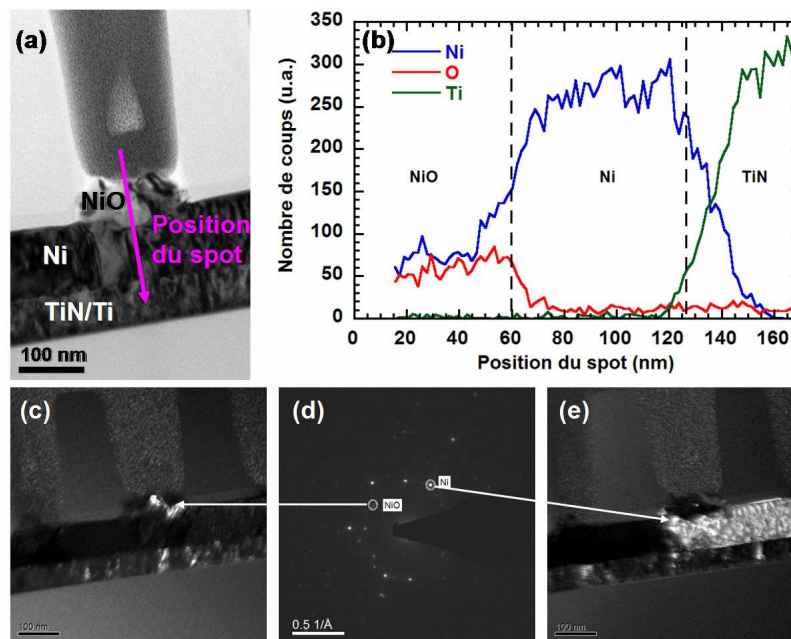 (a)
NiO
Position
du spot
Ni
TiN/Ti
100 nm
(b)
Nombre de coups (u.a.)
350
300
250
200
150
100
50
0
Ni
O
Ti
NiO
Ni
TiN
0 20 40 60 80 100 120 140 160
Position du spot (nm)
(c)
100 nm
(d)
Ni
NiO
0.5 1/Å
(e)
100 nm